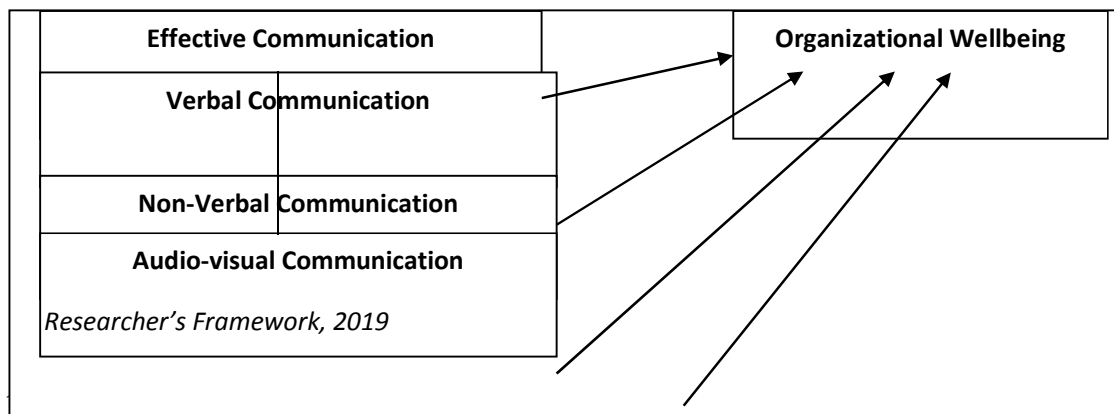 Effective Communication
Organizational Wellbeing
Verbal Communication
Non-Verbal Communication
Audio-visual Communication
Researcher’s Framework, 2019